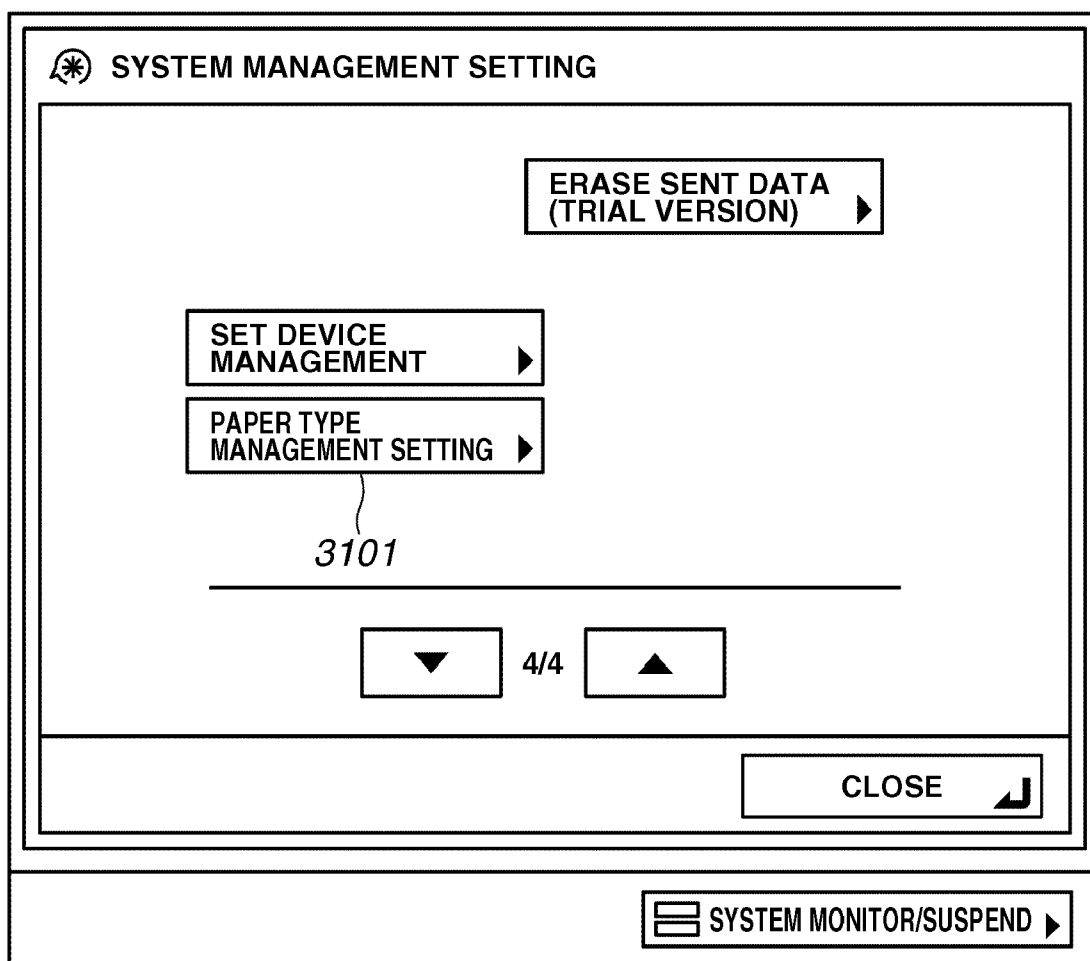 SYSTEM MANAGEMENT SETTING
ERASE SENT DATA
(TRIAL VERSION)
SET DEVICE
MANAGEMENT
PAPER TYPE
MANAGEMENT SETTING
3101
4/4
CLOSE
SYSTEM MONITOR/SUSPEND